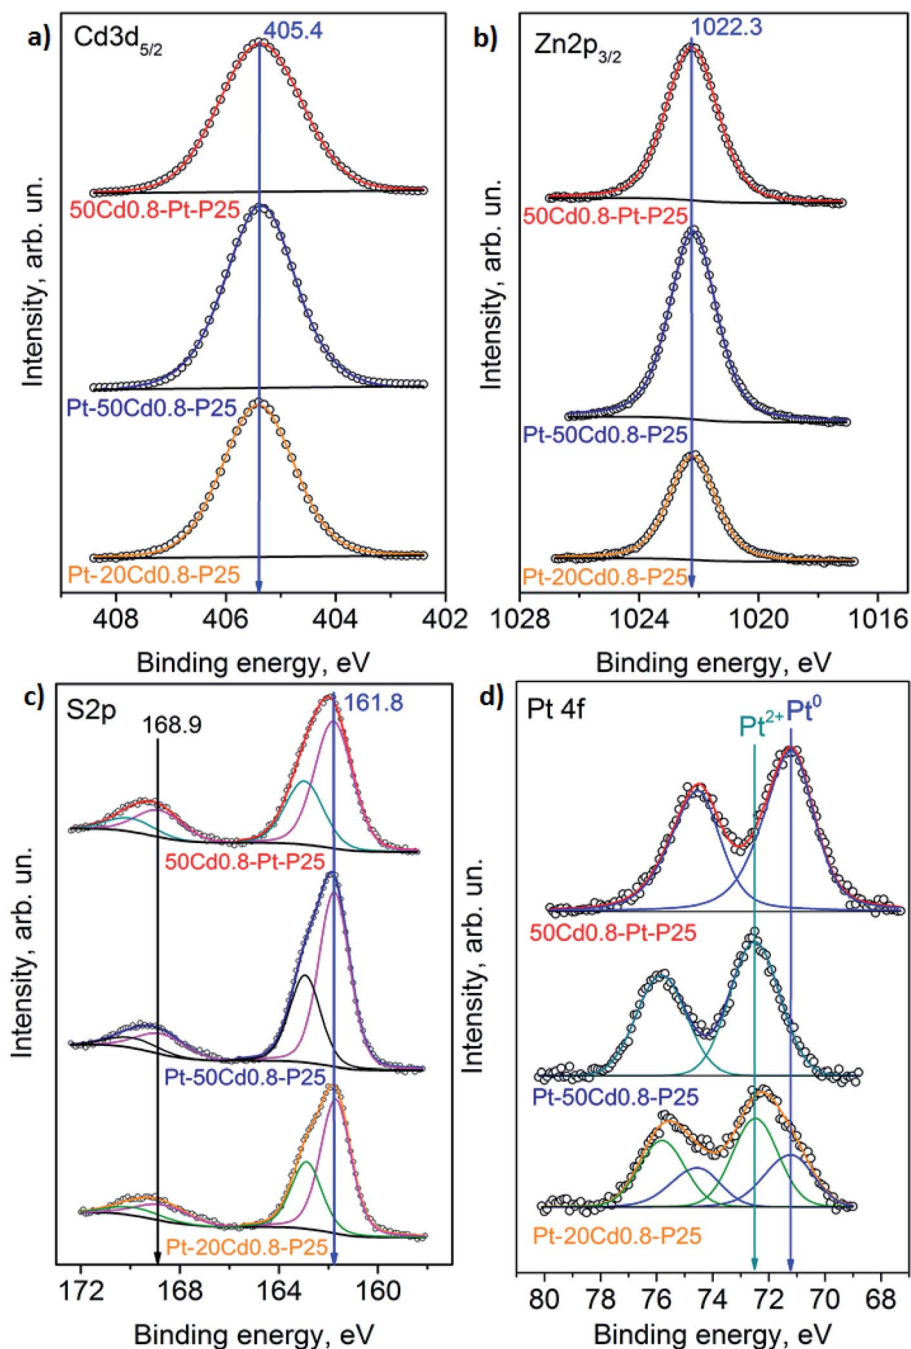 a)
Cd3d5/2
405.4
50Cd0.8-Pt-P25
Pt-50Cd0.8-P25
Pt-20Cd0.8-P25
Intensity, arb. un.
408 406 404 402
Binding energy, eV
b)
Zn2p3/2
1022.3
50Cd0.8-Pt-P25
Pt-50Cd0.8-P25
Pt-20Cd0.8-P25
Intensity, arb. un.
1028 1024 1020 1016
Binding energy, eV
c)
S2p
168.9
161.8
50Cd0.8-Pt-P25
Pt-50Cd0.8-P25
Pt-20Cd0.8-P25
Intensity, arb. un.
172 168 164 160
Binding energy, eV
d)
Pt 4f
Pt2+ Pt0
50Cd0.8-Pt-P25
Pt-50Cd0.8-P25
Pt-20Cd0.8-P25
Intensity, arb. un.
80 78 76 74 72 70 68
Binding energy, eV